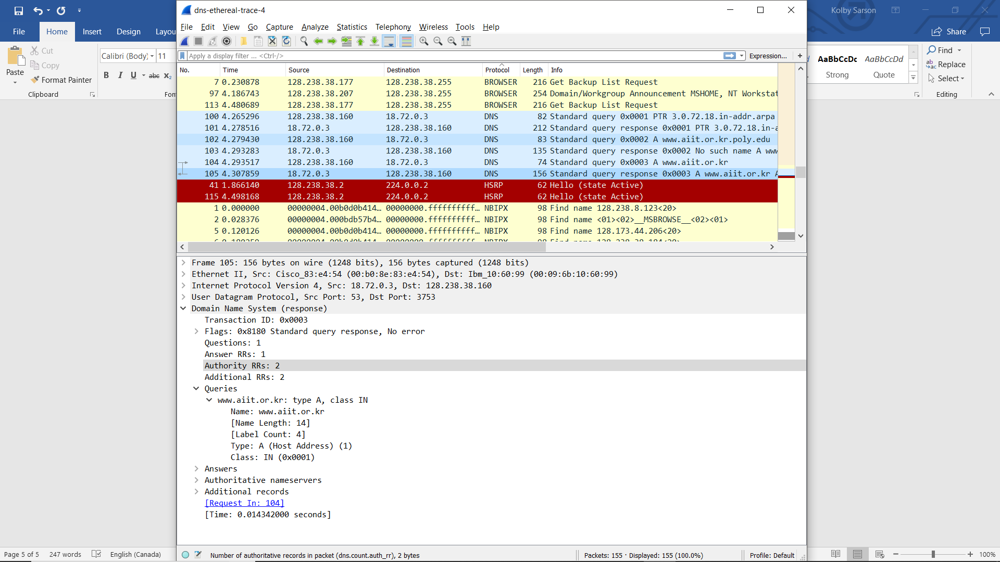 Kolby Sarson
File
Home
Insert
Design
Layou
Share
Cut
Copy
Format Painter
Paste
Clipboard
Calibri (Body)
11
B I U abc X₂
Fon
AaBbCcDc
AaBbCcDd
Strong
Quote
Find
Replace
Select
Editing
dns-ethereal-trace-4
File Edit View Go Capture Analyze Statistics Telephony Wireless Tools Help
Apply a display filter ... <Ctrl-/>
Expression... +
No. Time Source Destination Protocol Length Info
7 0.230878 128.238.38.177 128.238.38.255 BROWSER 216 Get Backup List Request
97 4.186743 128.238.38.207 128.238.38.255 BROWSER 254 Domain/Workgroup Announcement MSHOME, NT Workstat
113 4.480689 128.238.38.177 128.238.38.255 BROWSER 216 Get Backup List Request
100 4.265296 128.238.38.160 18.72.0.3 DNS 82 Standard query 0x0001 PTR 3.0.72.18.in-addr.arpa
101 4.278516 18.72.0.3 128.238.38.160 DNS 212 Standard query response 0x0001 PTR 3.0.72.18.in-a
102 4.279430 128.238.38.160 18.72.0.3 DNS 83 Standard query 0x0002 A www.aiit.or.kr.poly.edu
103 4.293283 18.72.0.3 128.238.38.160 DNS 135 Standard query response 0x0002 No such name A www
104 4.293517 128.238.38.160 18.72.0.3 DNS 74 Standard query 0x0003 A www.aiit.or.kr
105 4.307859 18.72.0.3 128.238.38.160 DNS 156 Standard query response 0x0003 A www.aiit.or.kr A
41 1.866140 128.238.38.2 224.0.0.2 HSRP 62 Hello (state Active)
115 4.498168 128.238.38.2 224.0.0.2 HSRP 62 Hello (state Active)
1 0.000000 00000004.00b0d0b414… 00000000.ffffffffff… NBIPX 98 Find name 128.238.8.123<20>
2 0.028376 00000004.000bdb57b4… 00000000.ffffffffff… NBIPX 98 Find name <01><02>__MSBROWSE__<02><01>
5 0.120126 00000004.00b0d0b414… 00000000.ffffffffff… NBIPX 98 Find name 128.173.44.206<20>
Frame 105: 156 bytes on wire (1248 bits), 156 bytes captured (1248 bits)
Ethernet II, Src: Cisco_83:e4:54 (00:b0:8e:83:e4:54), Dst: Ibm_10:60:99 (00:09:6b:10:60:99)
Internet Protocol Version 4, Src: 18.72.0.3, Dst: 128.238.38.160
User Datagram Protocol, Src Port: 53, Dst Port: 3753
Domain Name System (response)
Transaction ID: 0x0003
Flags: 0x8180 Standard query response, No error
Questions: 1
Answer RRs: 1
Authority RRs: 2
Additional RRs: 2
Queries
www.aiit.or.kr: type A, class IN
Name: www.aiit.or.kr
[Name Length: 14]
[Label Count: 4]
Type: A (Host Address) (1)
Class: IN (0x0001)
Answers
Authoritative nameservers
Additional records
[Request In: 104]
[Time: 0.014342000 seconds]
Number of authoritative records in packet (dns.count.auth_rr), 2 bytes
Packets: 155 · Displayed: 155 (100.0%)
Profile: Default
Page 5 of 5
247 words
English (Canada)
100%